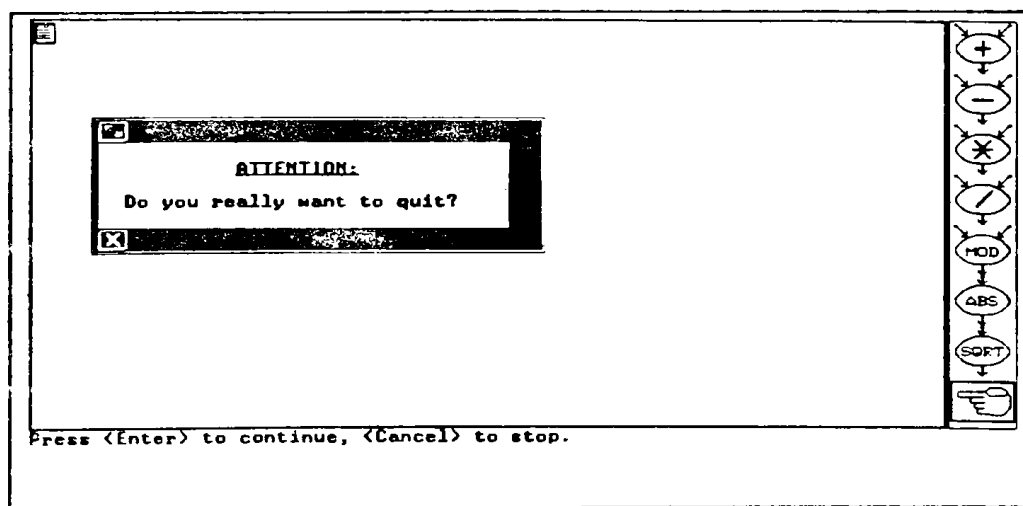 ATTENTION:
Do you really want to quit?
Press <Enter> to continue, <Cancel> to stop.
+
-
*
/
MOD
ABS
SQRT